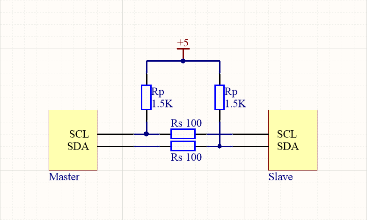 +5
Rp
1.5K
Rp
1.5K
Rs 100
SCL
SDA
SCL
SDA
Rs 100
Master
Slave